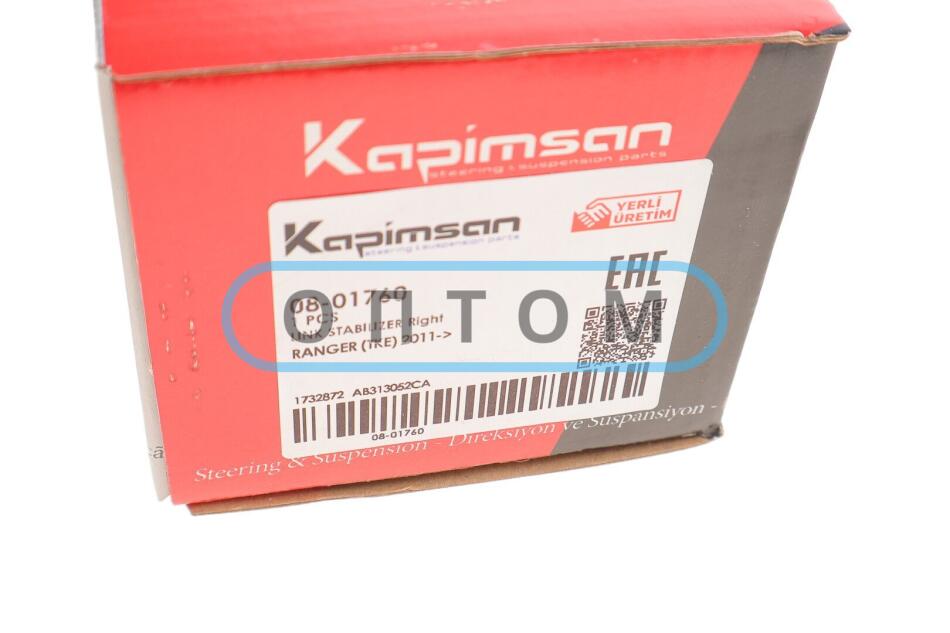 Kapimsan
steering & suspension parts
Kapimsan
steering & suspension parts
YERLİ
ÜRETİM
EAC
08-01760
1 PCS
LINK STABILIZER Right
RANGER (TKE) 2011->
ОПТОМ
1732872 AB313052CA
08-01760
Steering & Suspension - Direksiyon ve Suspansiyon -